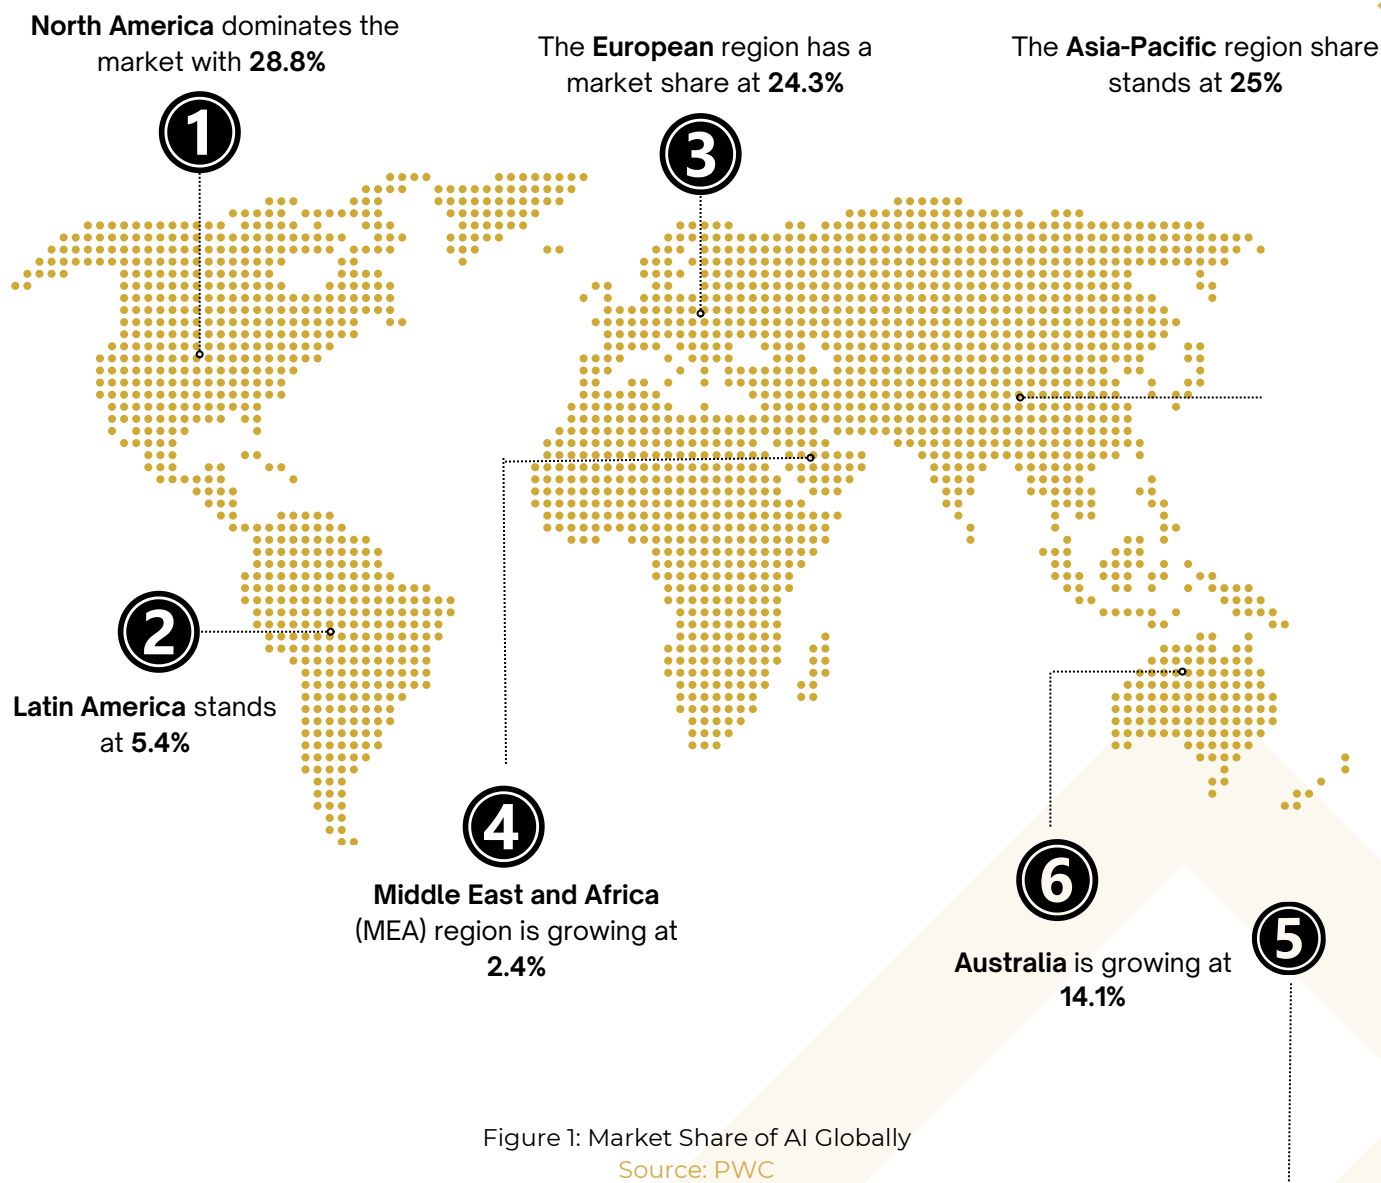 North America dominates the
market with 28.8%
1
The European region has a
market share at 24.3%
3
The Asia-Pacific region share
stands at 25%
2
Latin America stands
at 5.4%
4
Middle East and Africa
(MEA) region is growing at
2.4%
6
Australia is growing at
14.1%
5
Figure 1: Market Share of AI Globally
Source: PWC